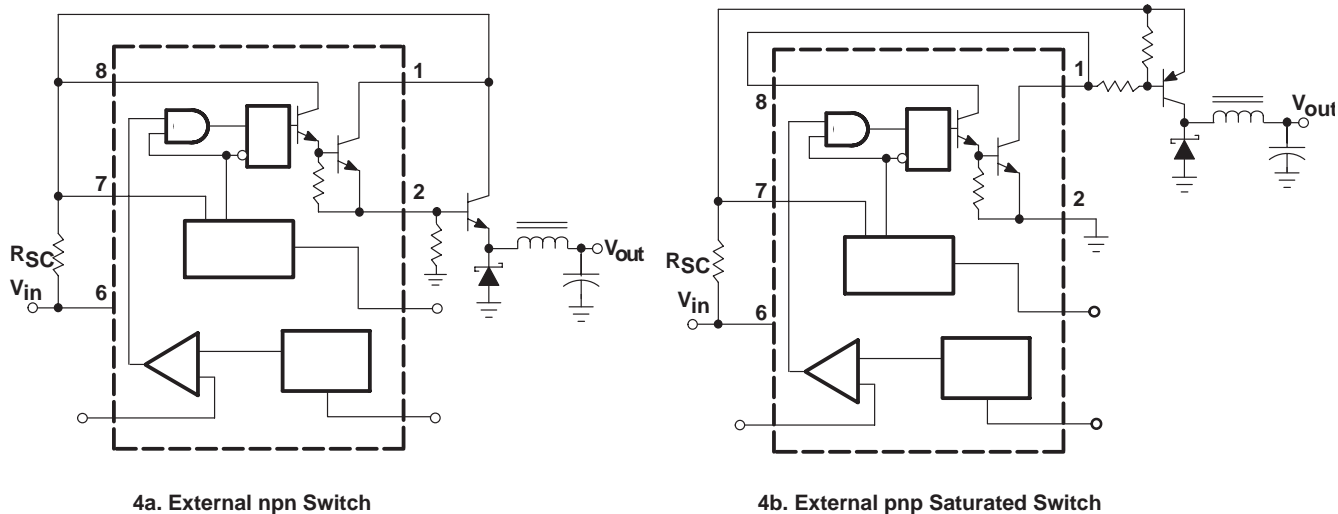 8
1
7
2
RSC
Vin
6
Vout
4a. External npn Switch
1
8
Vout
7
2
RSC
Vin
6
4b. External pnp Saturated Switch